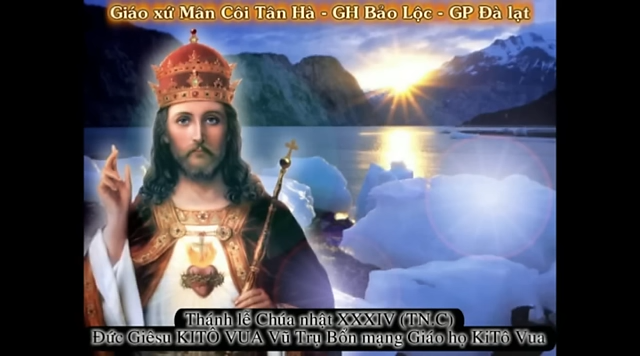 Giáo xứ Mân Côi Tân Hà - GH Bảo Lộc - GP Đà lạt
Thánh lễ Chúa nhật XXXIV (TN.C)
Đức Giêsu KITÔ VUA Vũ Trụ Bổn mạng Giáo họ KiTô Vua